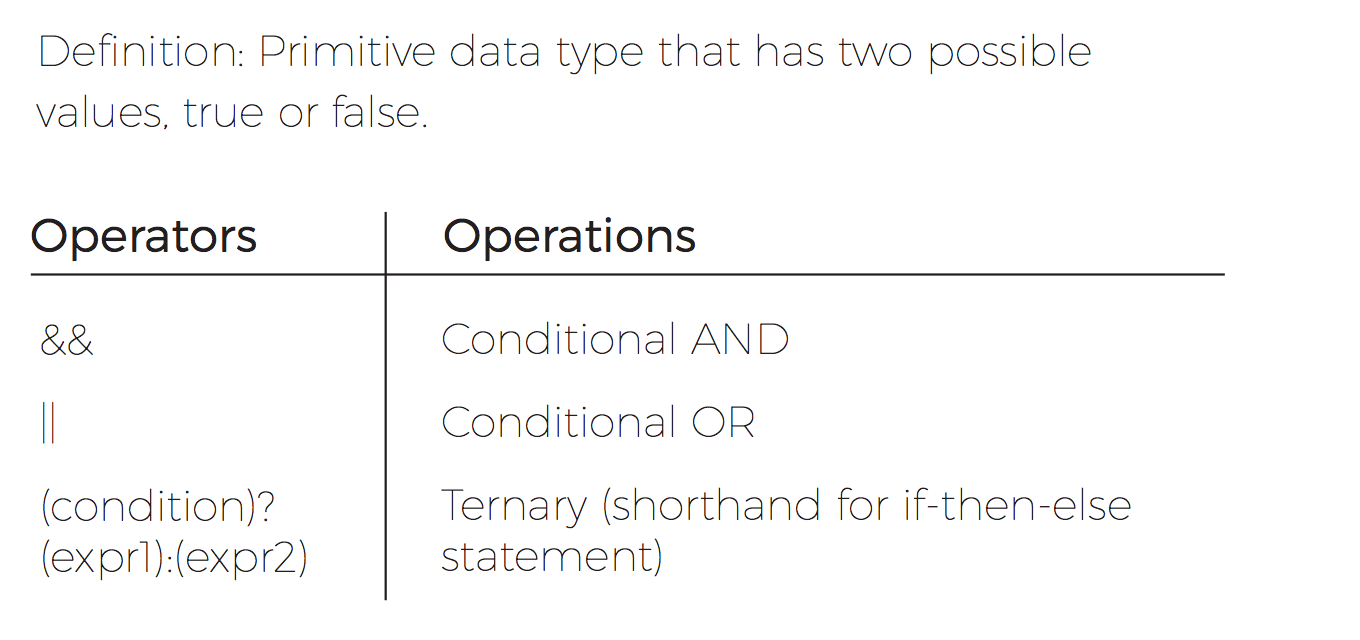 Definition: Primitive data type that has two possible
values, true or false.
Operators
Operations
&&
Conditional AND
||
Conditional OR
(condition)?
(expr1):(expr2)
Ternary (shorthand for if-then-else
statement)